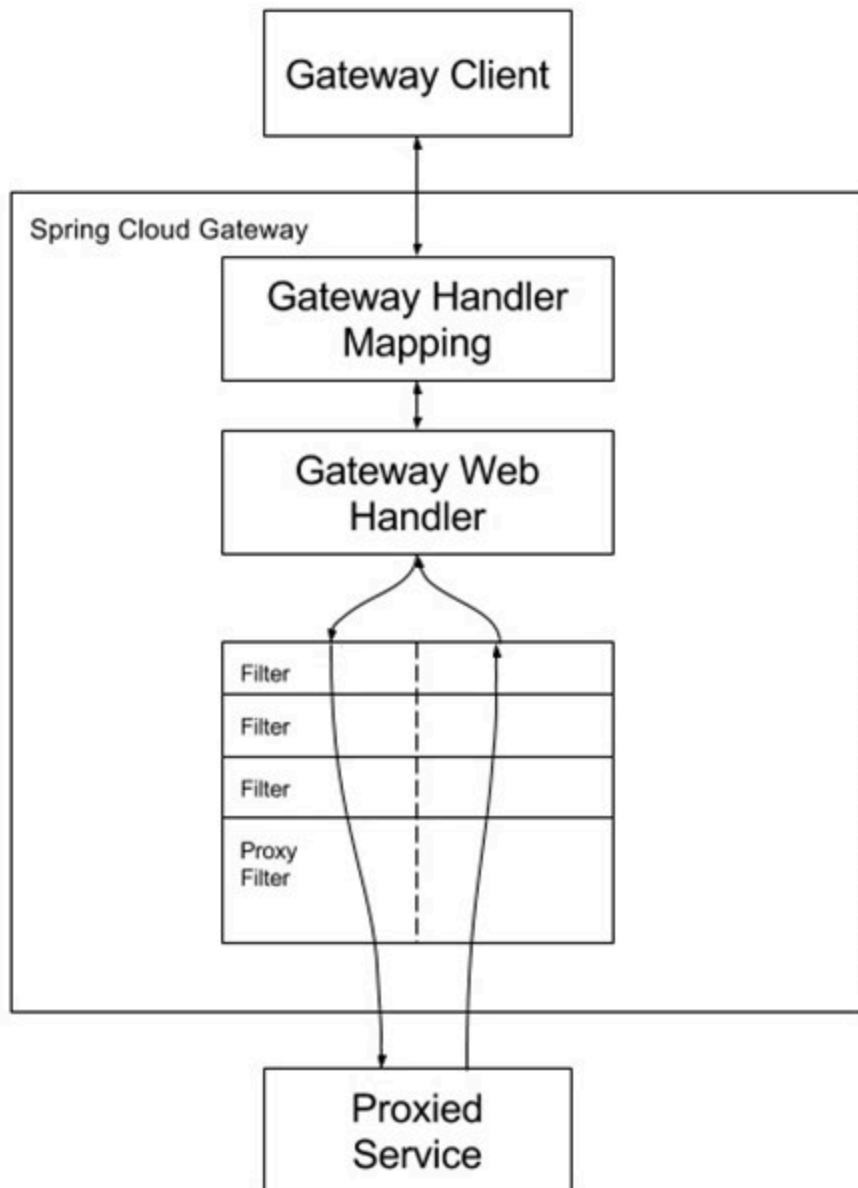 Gateway Client
Spring Cloud Gateway
Gateway Handler
Mapping
Gateway Web
Handler
Filter
Filter
Filter
Proxy
Filter
Proxied
Service